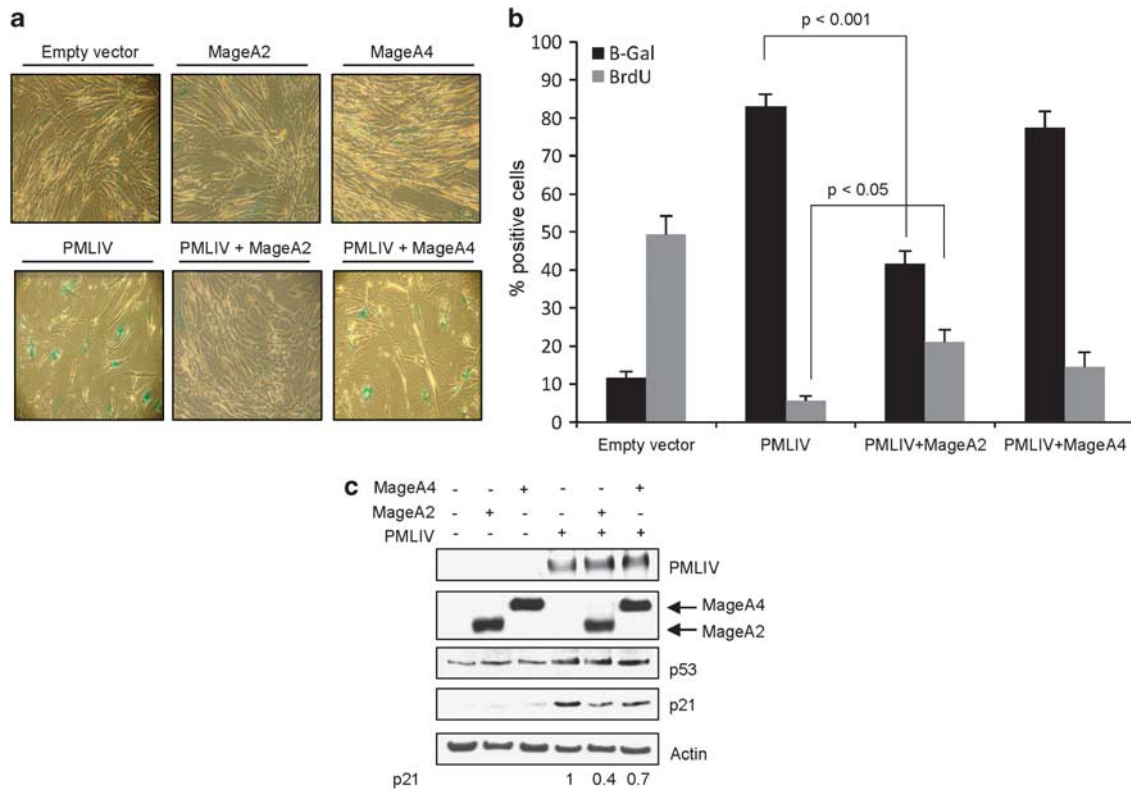 a
Empty vector MageA2 MageA4
PMLIV PMLIV + MageA2 PMLIV + MageA4
b
p < 0.001
100
90
80
70
60
50
40
30
20
10
0
% positive cells
B-Gal
BrdU
p < 0.05
Empty vector PMLIV PMLIV+MageA2 PMLIV+MageA4
c
MageA4 - - + - - +
MageA2 - + - - + -
PMLIV - - - + + +
PMLIV
MageA4
MageA2
p53
p21
Actin
p21 1 0.4 0.7